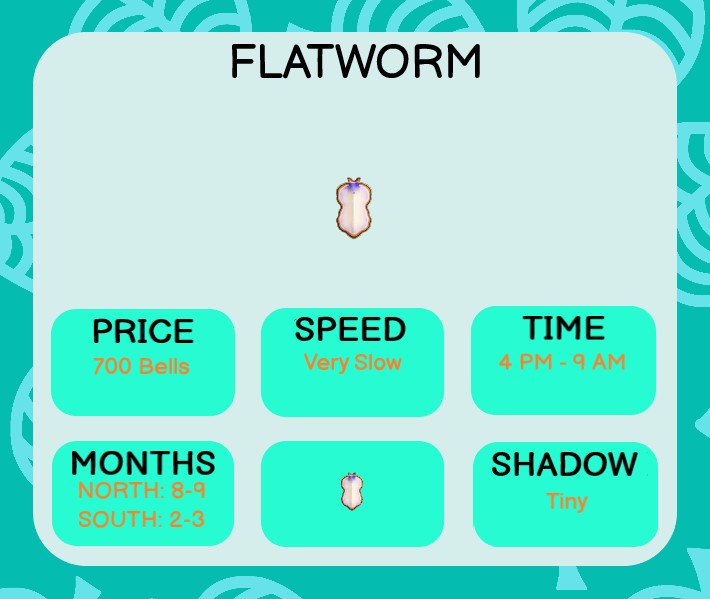 FLATWORM
PRICE
700 Bells
SPEED
Very Slow
TIME
4 PM - 9 AM
MONTHS
NORTH: 8-9
SOUTH: 2-3
SHADOW
Tiny